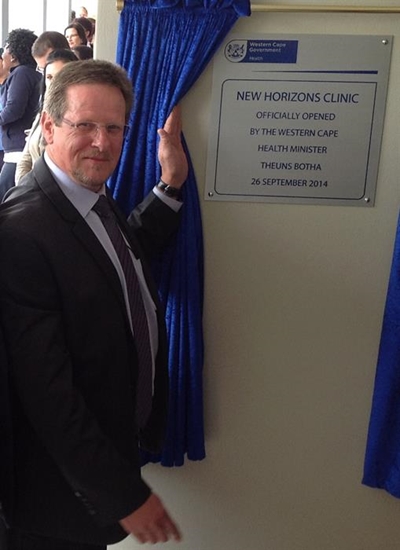 Western Cape
Government
Health
NEW HORIZONS CLINIC
OFFICIALLY OPENED
BY THE WESTERN CAPE
HEALTH MINISTER
THEUNS BOTHA
26 SEPTEMBER 2014